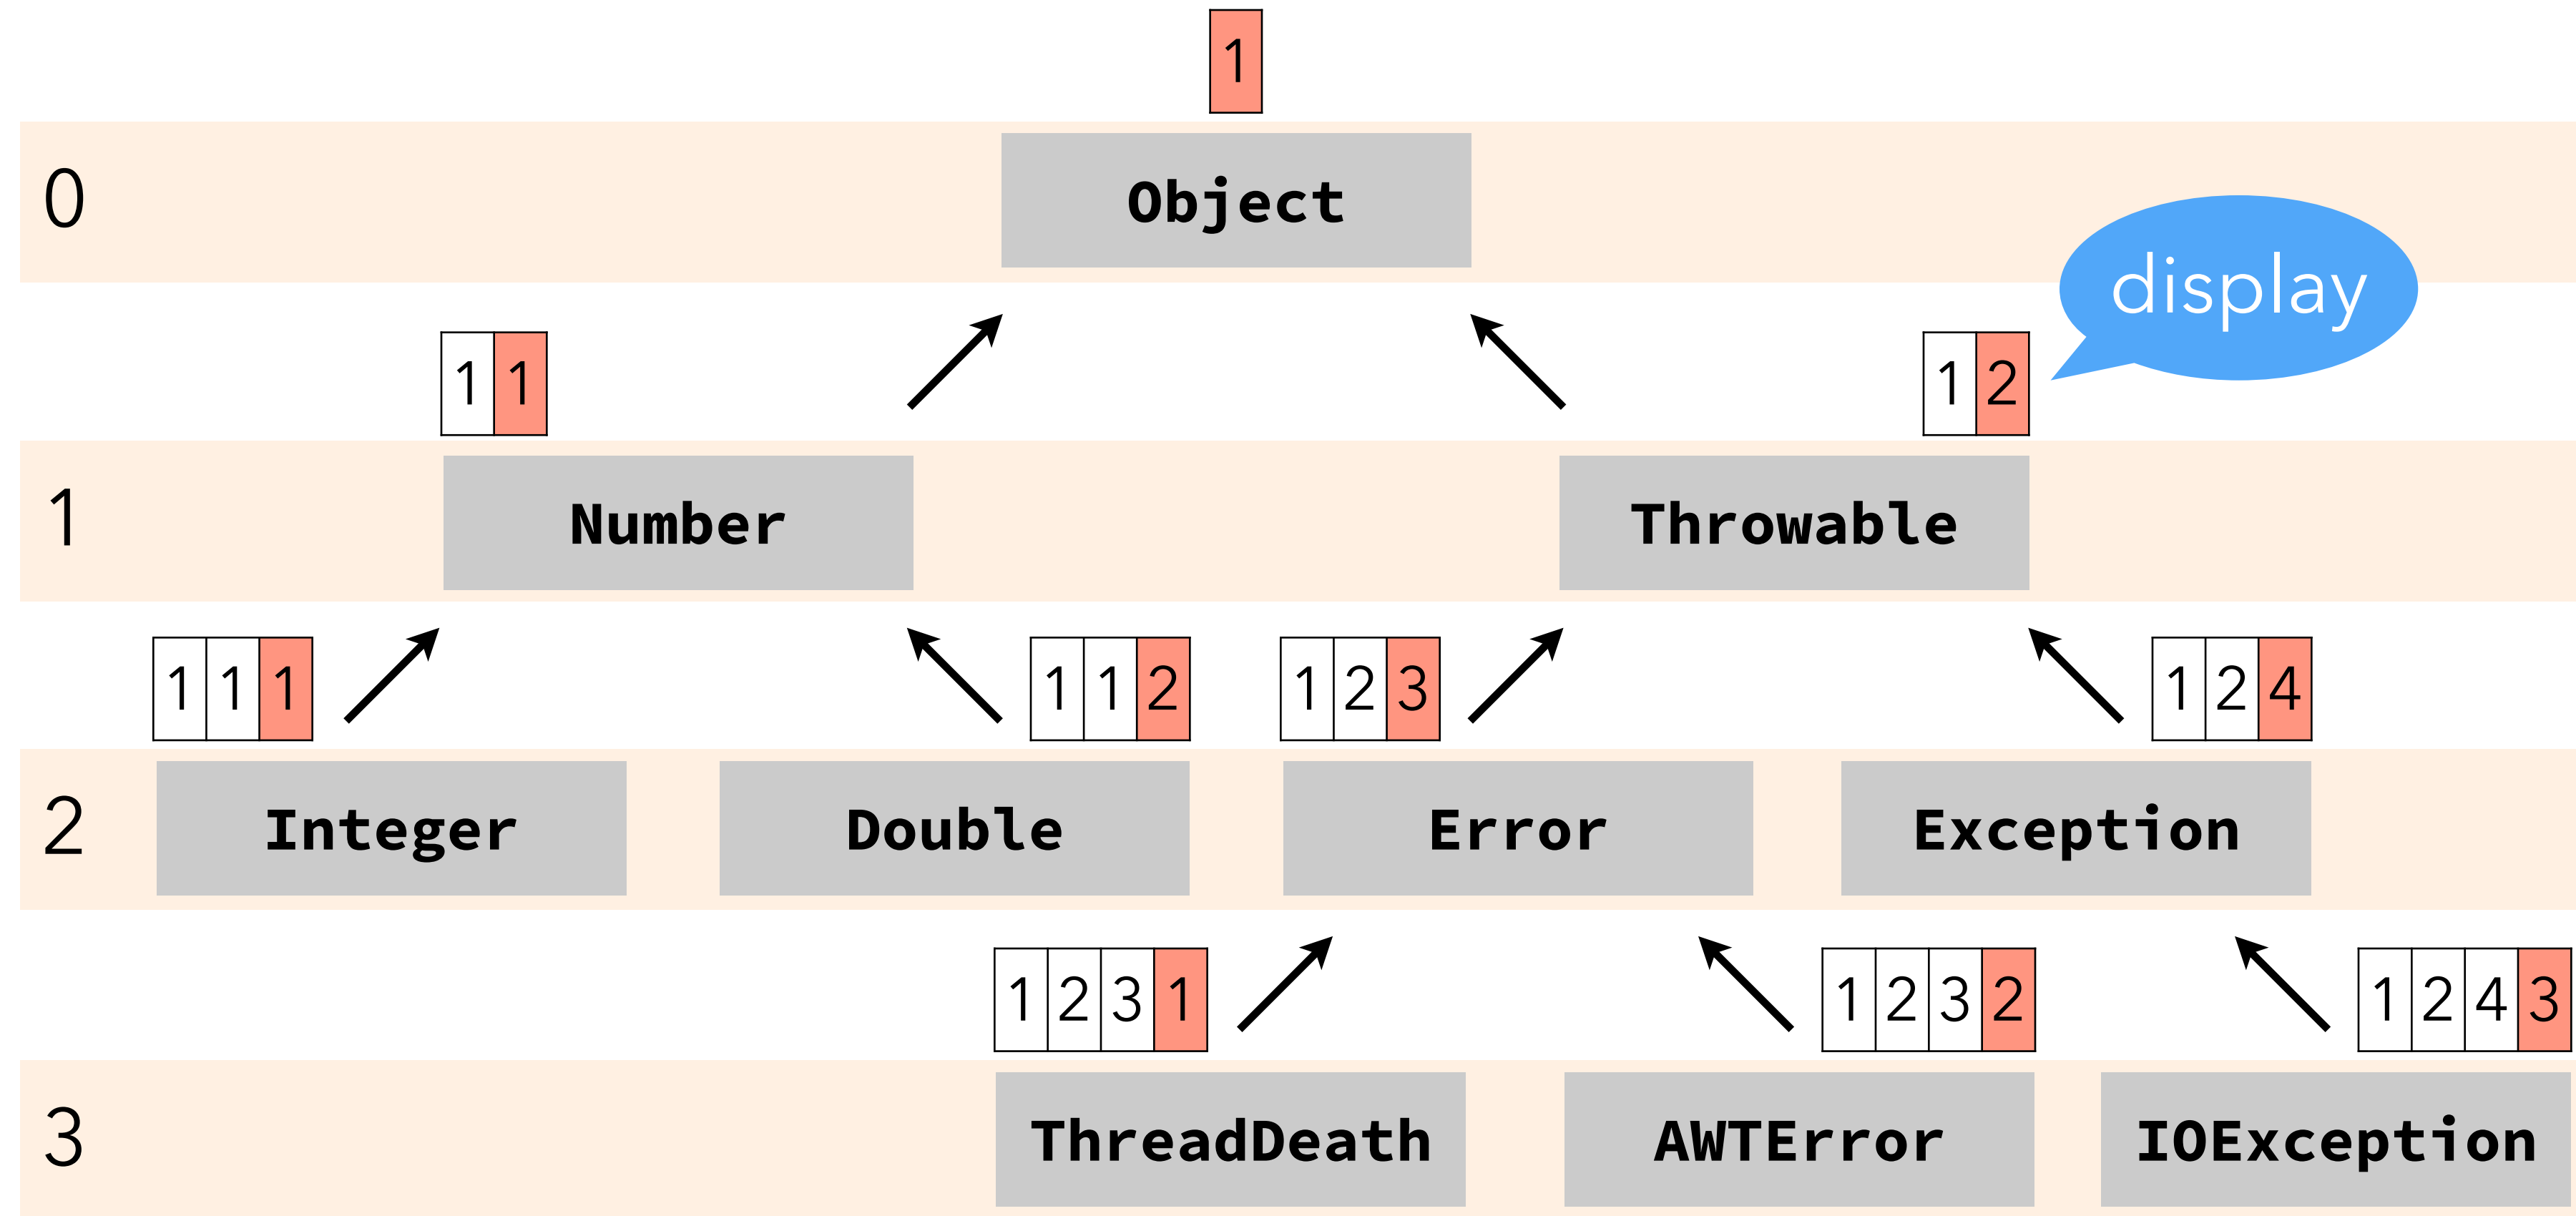 1
0 Object
display
1 1
1 2
1 Number Throwable
1 1 1
1 1 2
1 2 3
1 2 4
2 Integer Double Error Exception
1 2 3 1
1 2 3 2
1 2 4 3
3 ThreadDeath AWTError IOException